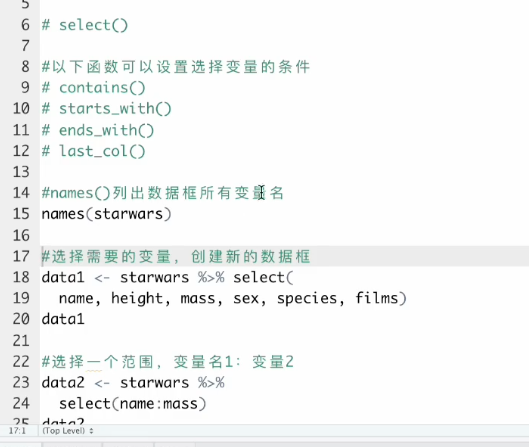 5
6 # select()
7
8 #以下函数可以设置选择变量的条件
9 # contains()
10 # starts_with()
11 # ends_with()
12 # last_col()
13
14 #names()列出数据框所有变量名
15 names(starwars)
16
17 #选择需要的变量，创建新的数据框
18 data1 <- starwars %>% select(
19   name, height, mass, sex, species, films)
20 data1
21
22 #选择一个范围，变量名1：变量2
23 data2 <- starwars %>%
24   select(name:mass)
25 data2
17:1 (Top Level)